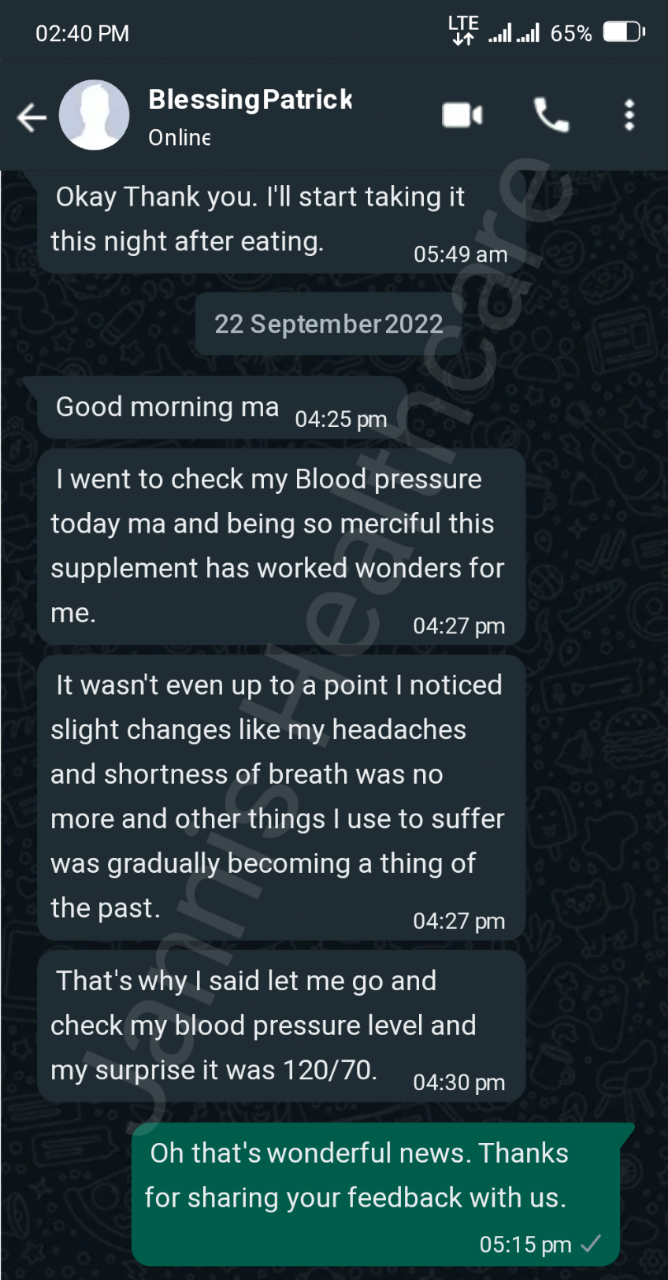 02:40 PM
LTE
65%
BlessingPatrick
Online
Okay Thank you. I'll start taking it
this night after eating.
05:49 am
22 September 2022
Good morning ma
04:25 pm
I went to check my Blood pressure
today ma and being so merciful this
supplement has worked wonders for
me.
04:27 pm
It wasn't even up to a point I noticed
slight changes like my headaches
and shortness of breath was no
more and other things I use to suffer
was gradually becoming a thing of
the past.
04:27 pm
That's why I said let me go and
check my blood pressure level and
my surprise it was 120/70.
04:30 pm
Oh that's wonderful news. Thanks
for sharing your feedback with us.
05:15 pm
Jannis Healthcare